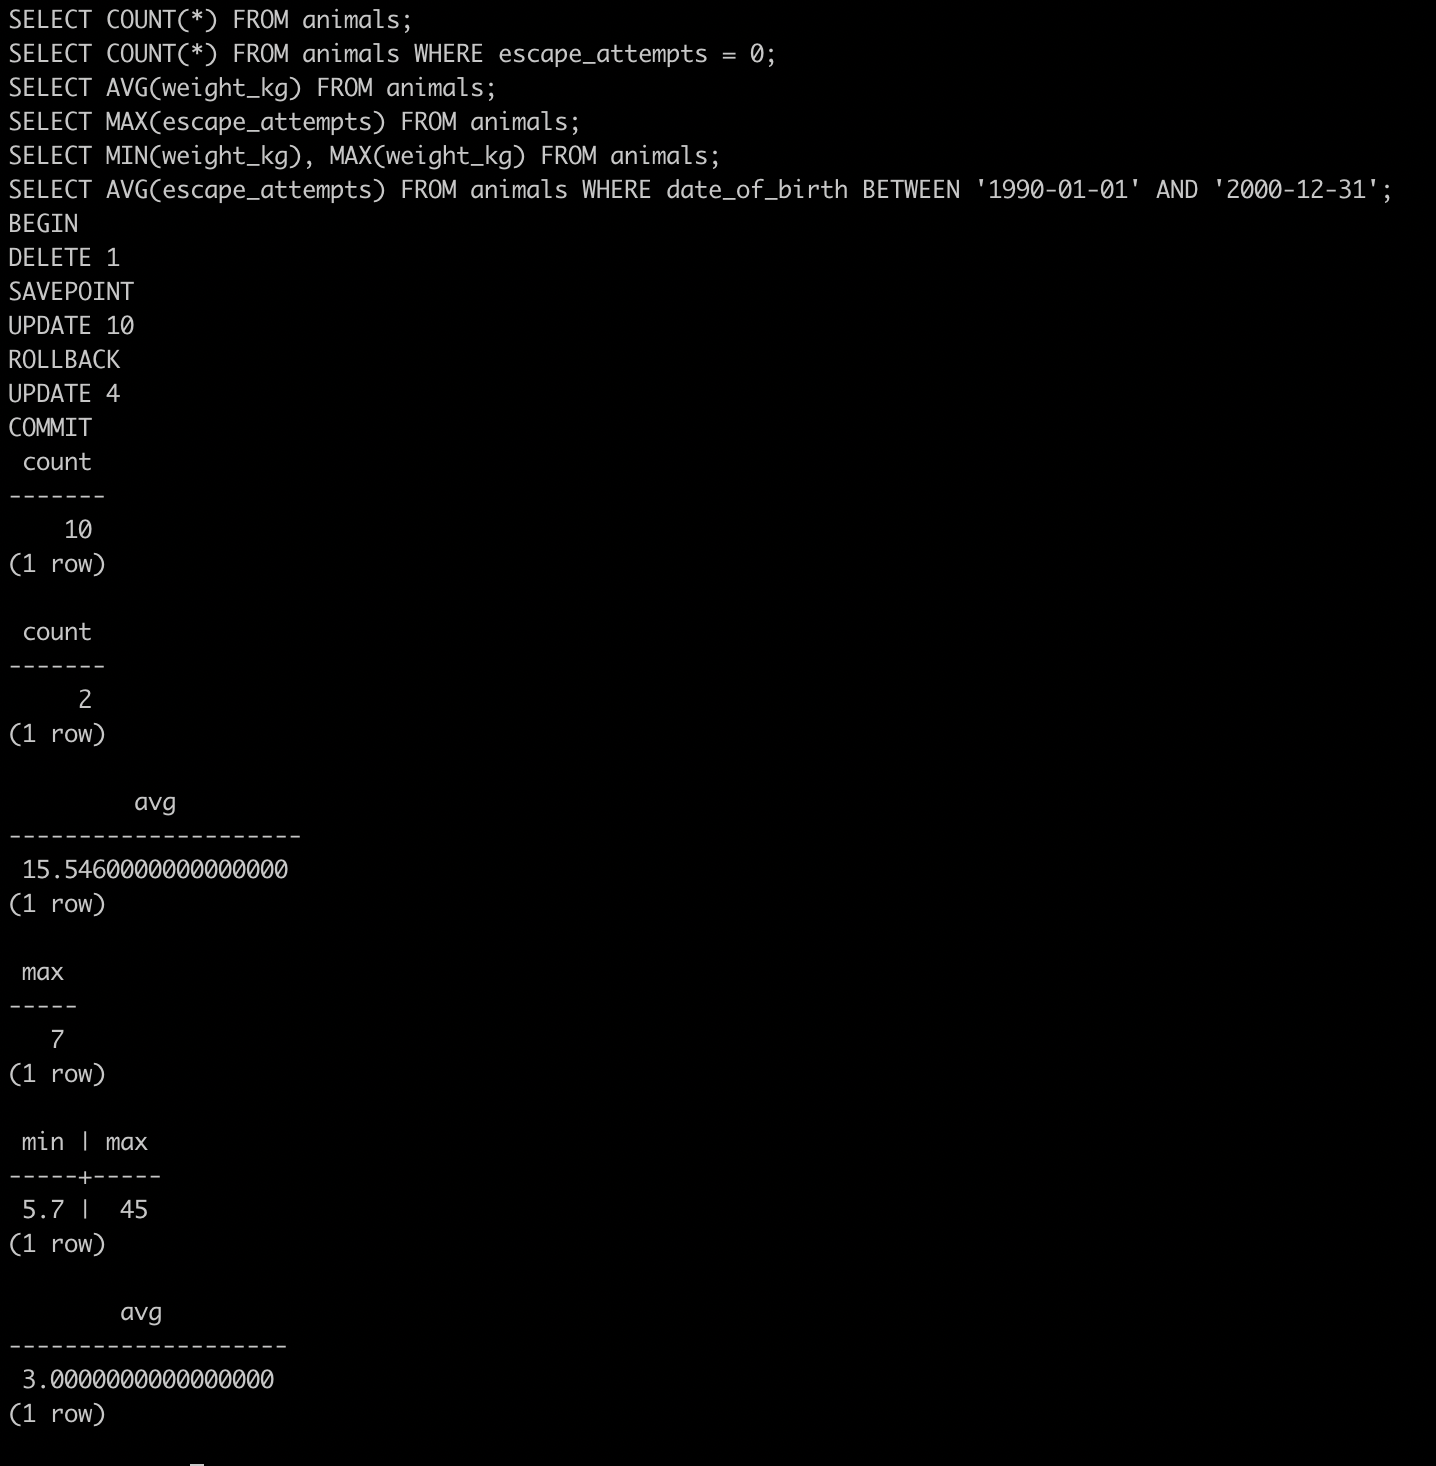 SELECT COUNT(*) FROM animals;
SELECT COUNT(*) FROM animals WHERE escape_attempts = 0;
SELECT AVG(weight_kg) FROM animals;
SELECT MAX(escape_attempts) FROM animals;
SELECT MIN(weight_kg), MAX(weight_kg) FROM animals;
SELECT AVG(escape_attempts) FROM animals WHERE date_of_birth BETWEEN '1990-01-01' AND '2000-12-31';
BEGIN
DELETE 1
SAVEPOINT
UPDATE 10
ROLLBACK
UPDATE 4
COMMIT
 count
-------
    10
(1 row)

 count
-------
     2
(1 row)

         avg
---------------------
 15.5460000000000000
(1 row)

 max
-----
   7
(1 row)

 min | max
-----+-----
 5.7 |  45
(1 row)

        avg
--------------------
 3.0000000000000000
(1 row)